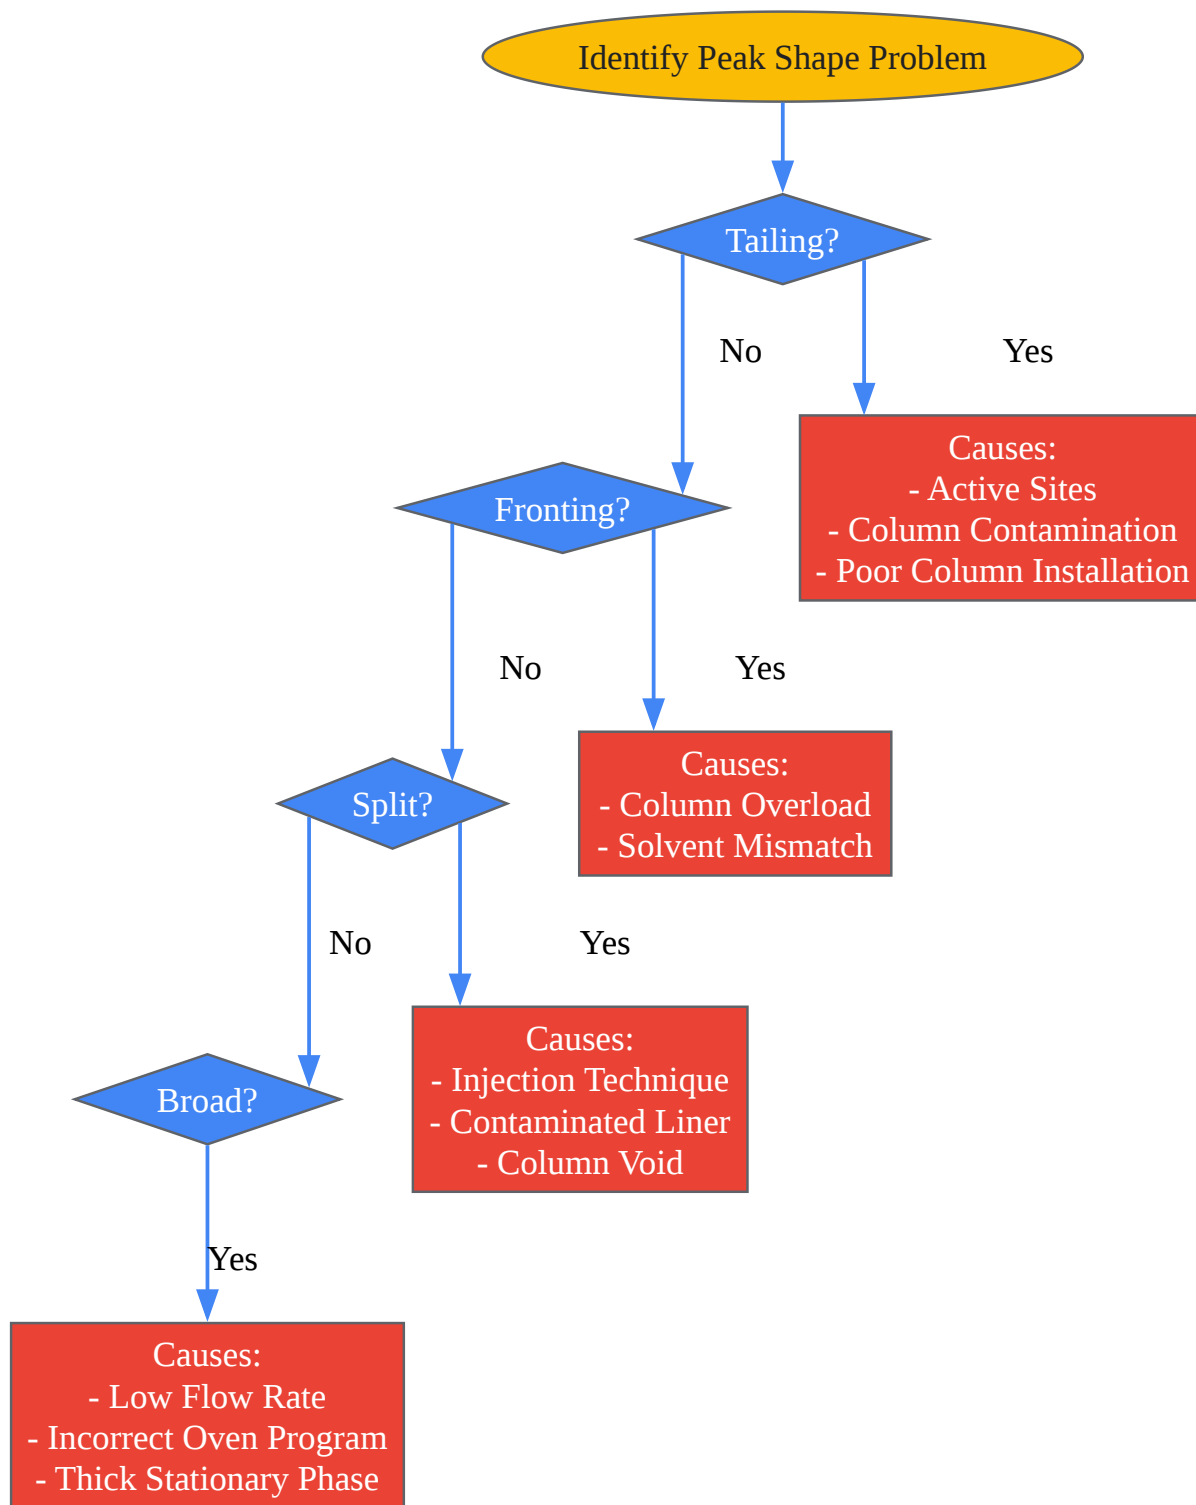 Identify Peak Shape Problem
Tailing?
No
Yes
Causes:
- Active Sites
- Column Contamination
- Poor Column Installation
Fronting?
No
Yes
Causes:
- Column Overload
- Solvent Mismatch
Split?
No
Yes
Causes:
- Injection Technique
- Contaminated Liner
- Column Void
Broad?
Yes
Causes:
- Low Flow Rate
- Incorrect Oven Program
- Thick Stationary Phase